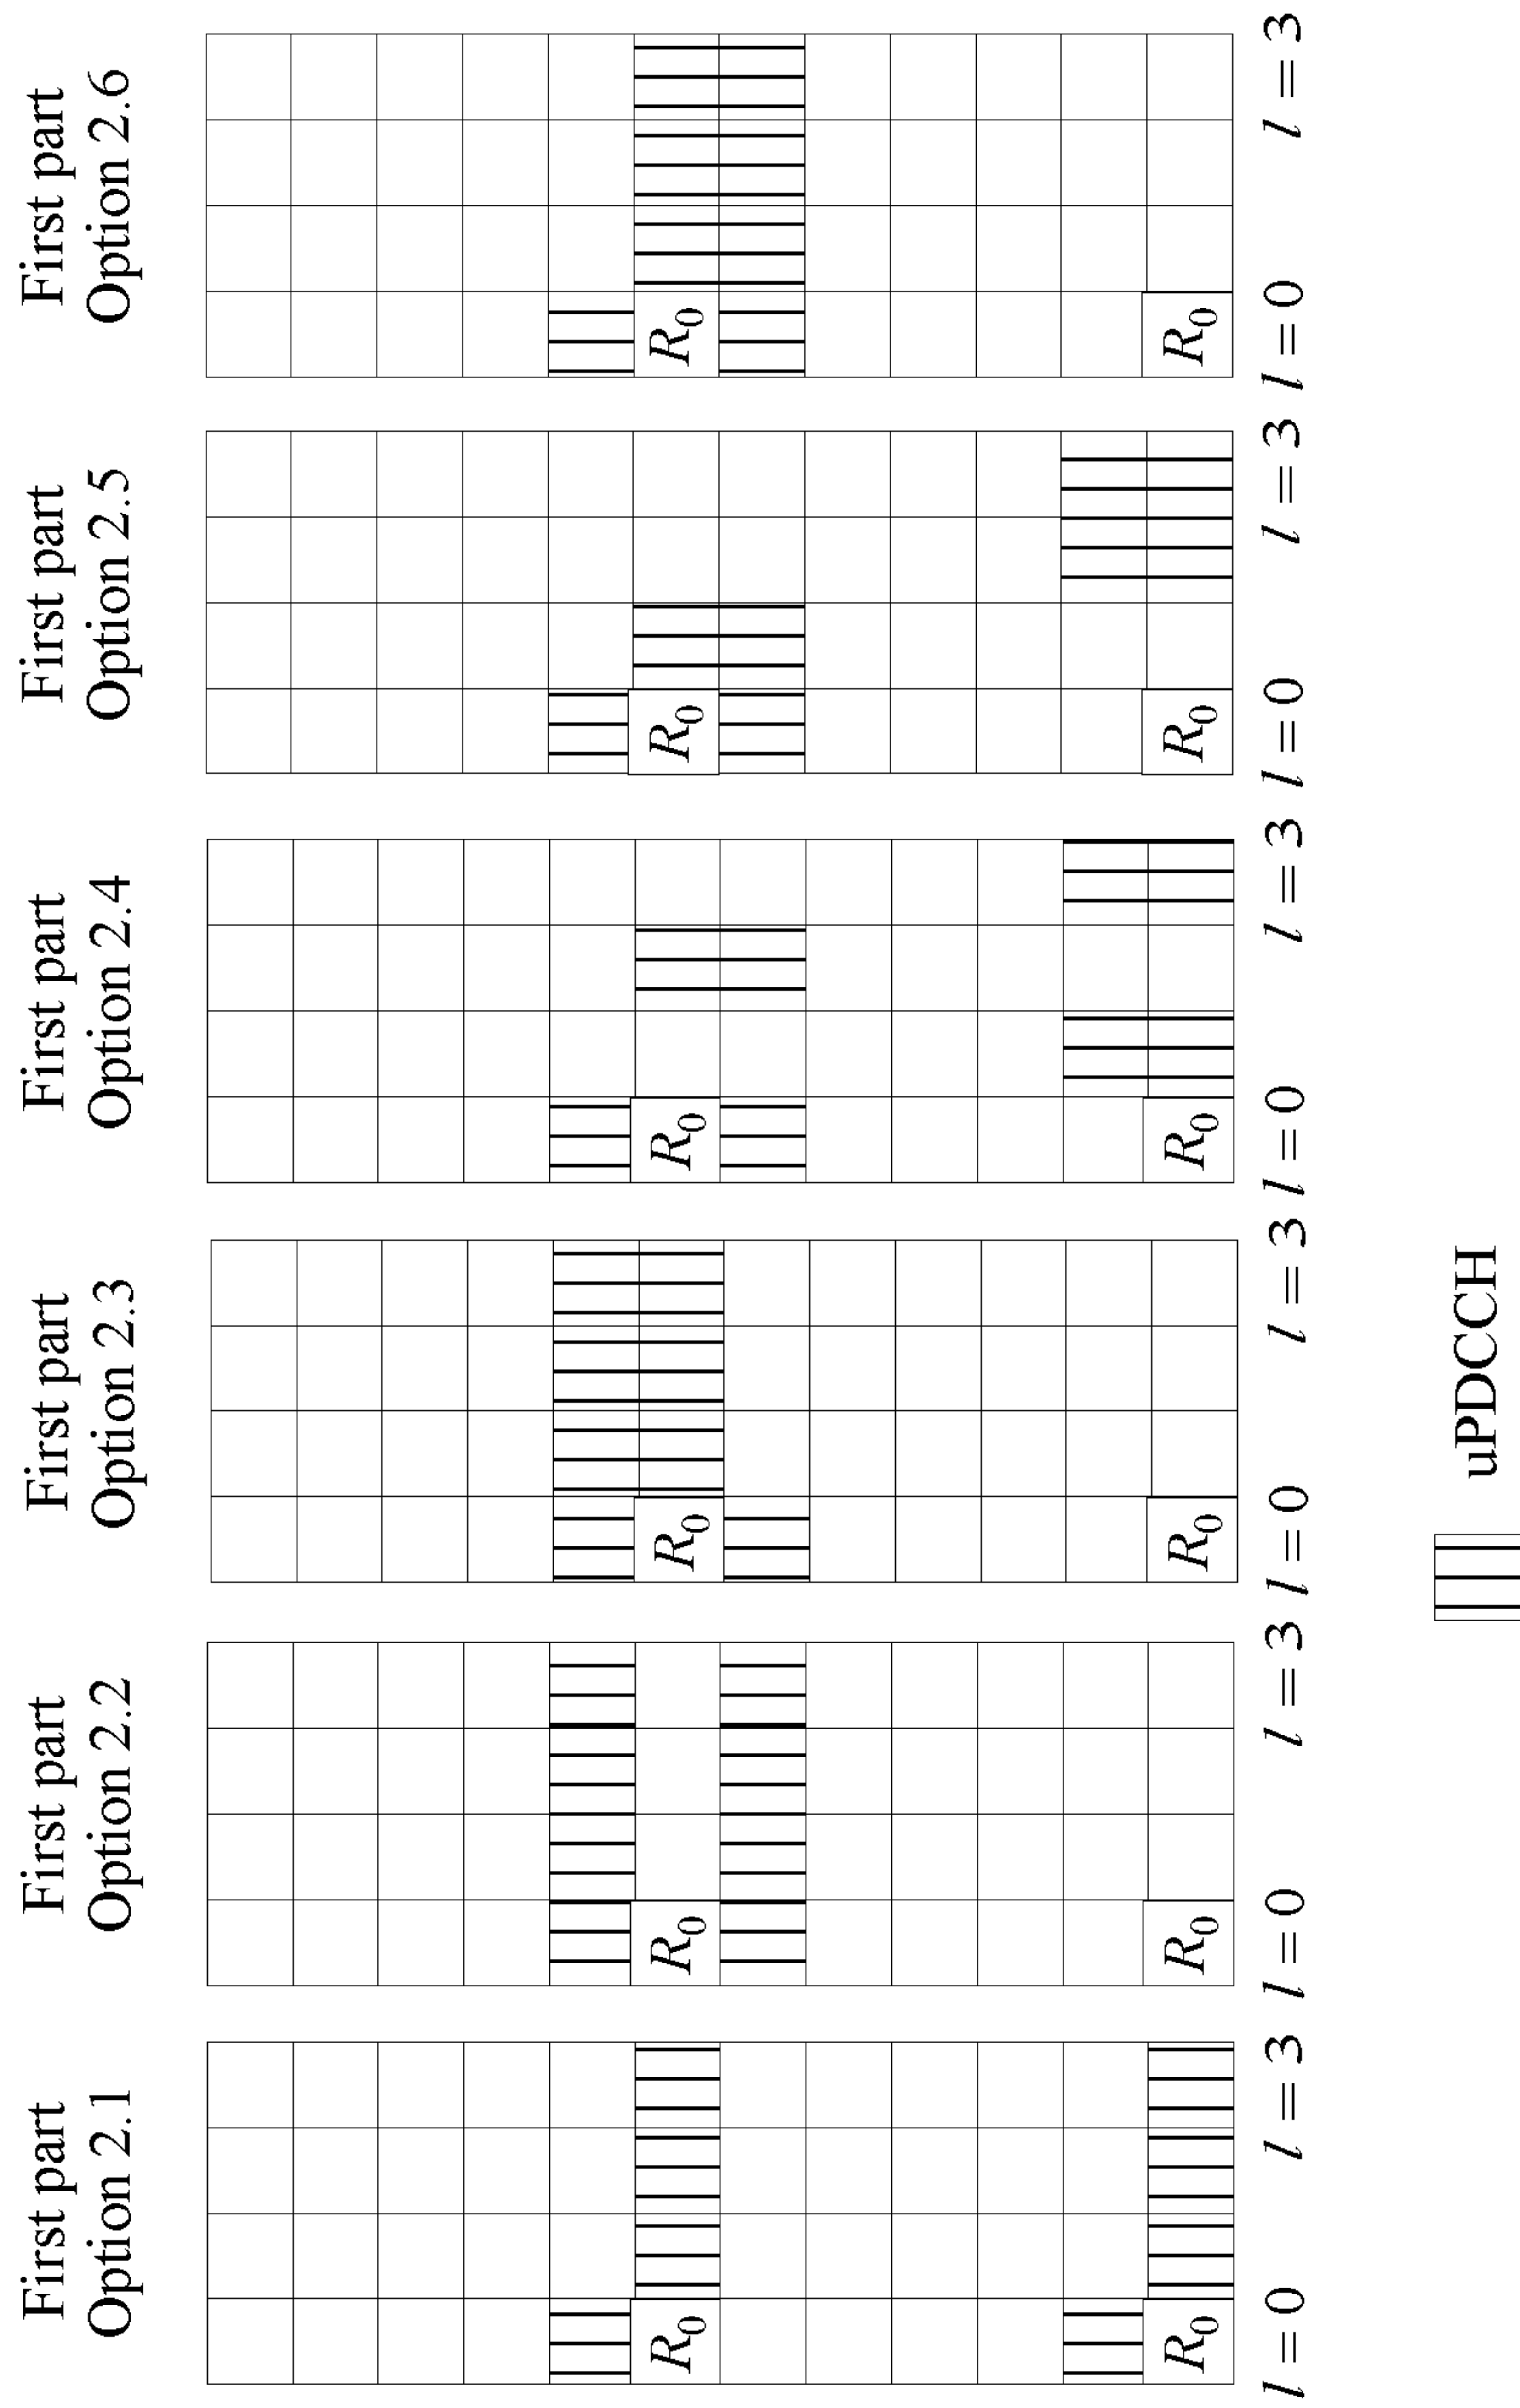 First part
Option 2.1
R0
R0
l = 0
l = 3
First part
Option 2.2
R0
R0
l = 0
l = 3
First part
Option 2.3
R0
R0
l = 0
l = 3
First part
Option 2.4
R0
R0
l = 0
l = 3
First part
Option 2.5
R0
R0
l = 0
l = 3
First part
Option 2.6
R0
R0
l = 0
l = 3
uPDCCH